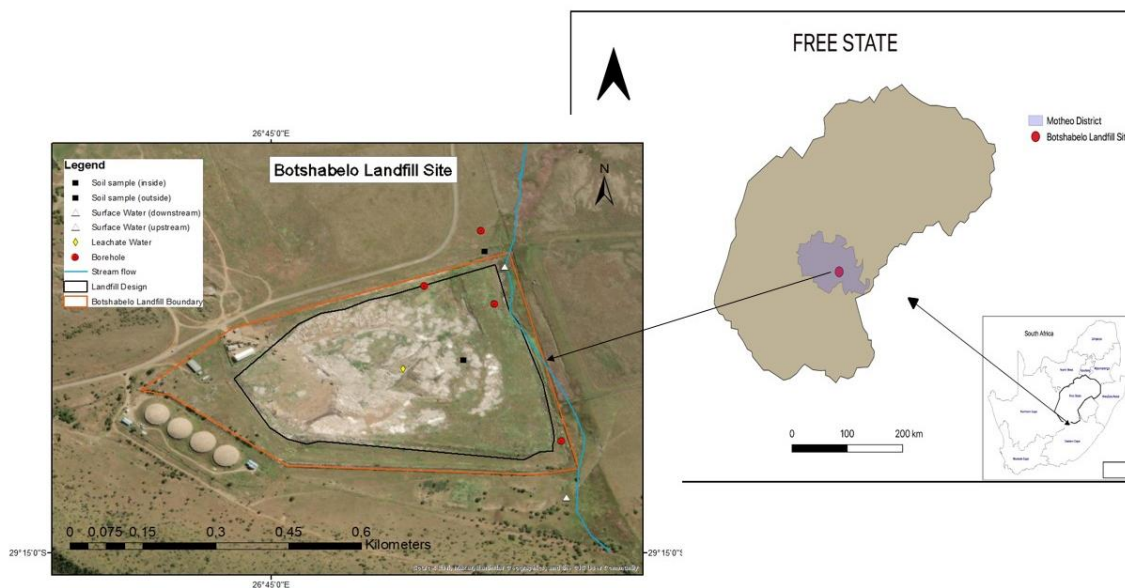 FREE STATE
Motheo District
Botshabelo Landfill Sit
0 100 200 km
South Africa
26°45'0"E
Legend
Soil sample (inside)
Soil sample (outside)
Surface Water (downstream)
Surface Water (upstream)
Leachate Water
Borehole
Stream flow
Landfill Design
Botshabelo Landfill Boundary
Botshabelo Landfill Site
N
0 0,075 0,15 0,3 0,45 0,6
Kilometers
29°15'0"S
29°15'0"S
26°45'0"E